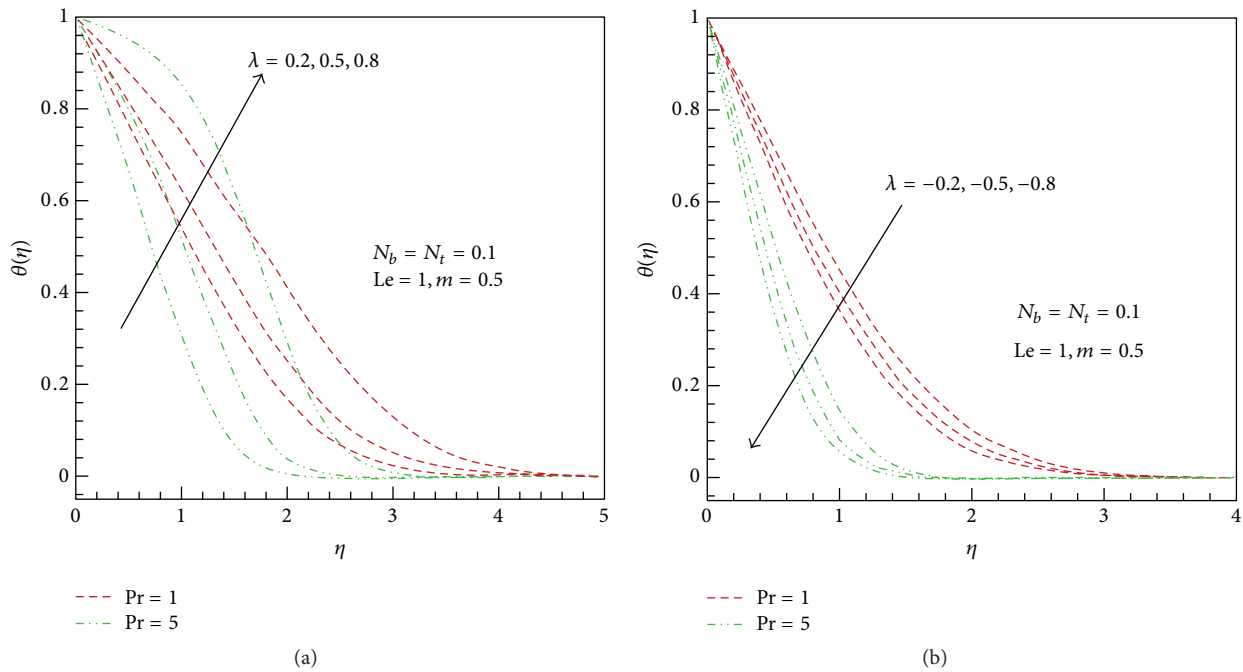 1
0.8
0.6
0.4
0.2
0
θ(η)
λ = 0.2, 0.5, 0.8
N_b = N_t = 0.1
Le = 1, m = 0.5
0 1 2 3 4 5
η
Pr = 1
Pr = 5
(a)
1
0.8
0.6
0.4
0.2
0
θ(η)
λ = −0.2, −0.5, −0.8
N_b = N_t = 0.1
Le = 1, m = 0.5
0 1 2 3 4
η
Pr = 1
Pr = 5
(b)